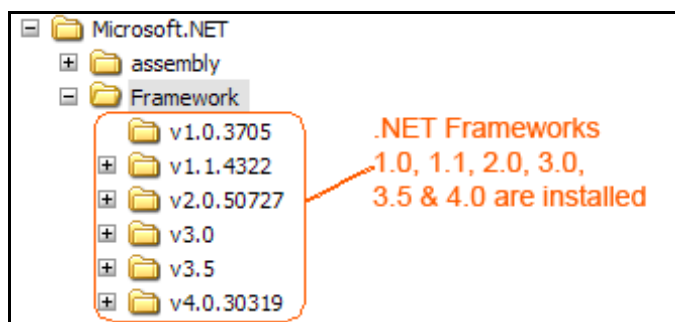 Microsoft.NET
assembly
Framework
v1.0.3705
v1.1.4322
v2.0.50727
v3.0
v3.5
v4.0.30319
.NET Frameworks
1.0, 1.1, 2.0, 3.0,
3.5 & 4.0 are installed